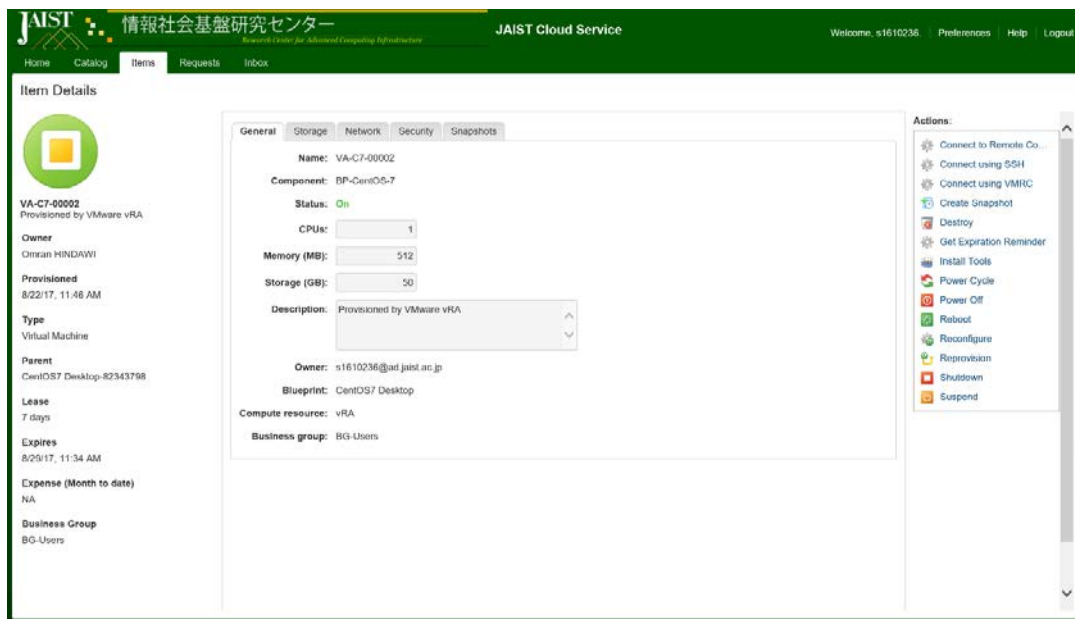 JAIST
情報社会基盤研究センター
Research Center for Advanced Computing Infrastructure
JAIST Cloud Service
Welcome, s1610236. Preferences Help Logout
Home Catalog Items Requests Inbox
Item Details
VA-C7-00002
Provisioned by VMware vRA
Owner
Omran HINDAWI
Provisioned
8/22/17, 11:46 AM
Type
Virtual Machine
Parent
CentOS7 Desktop-82343798
Lease
7 days
Expires
8/29/17, 11:34 AM
Expense (Month to date)
NA
Business Group
BG-Users
General Storage Network Security Snapshots
Name: VA-C7-00002
Component: BP-CentOS-7
Status: On
CPUs: 1
Memory (MB): 512
Storage (GB): 50
Description: Provisioned by VMware vRA
Owner: s1610236@ad.jaist.ac.jp
Blueprint: CentOS7 Desktop
Compute resource: vRA
Business group: BG-Users
Actions:
Connect to Remote Co...
Connect using SSH
Connect using VMRC
Create Snapshot
Destroy
Get Expiration Reminder
Install Tools
Power Cycle
Power Off
Reboot
Reconfigure
Reprovision
Shutdown
Suspend